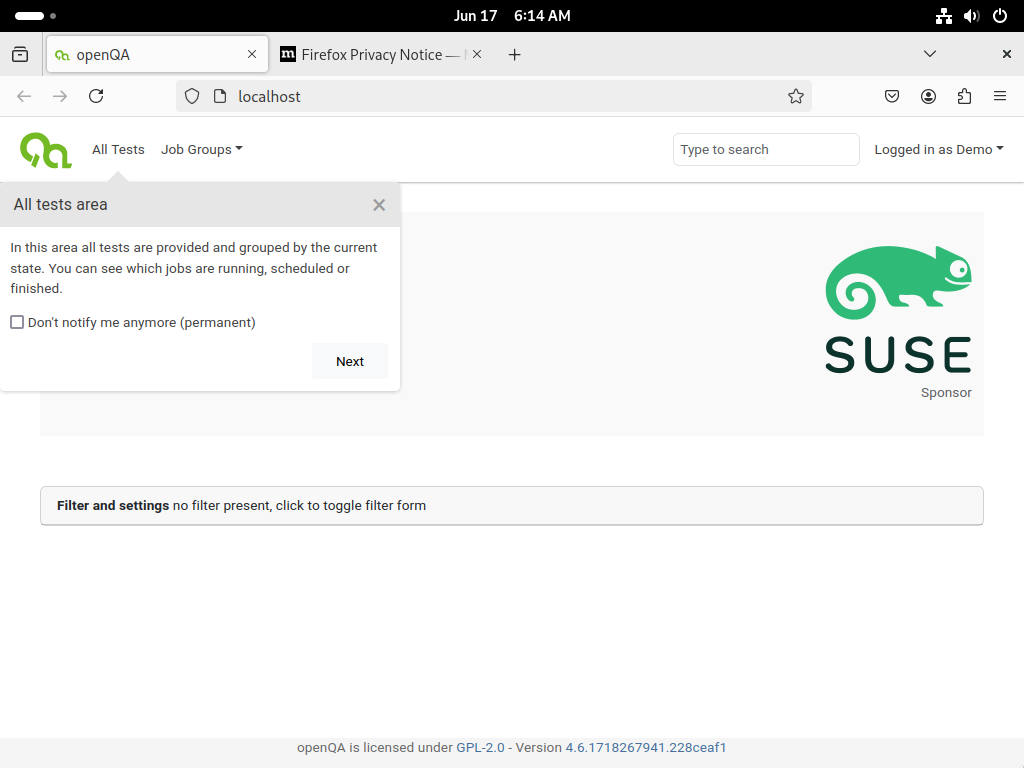 Jun 17 6:14 AM
openQA
Firefox Privacy Notice —
localhost
All Tests
Job Groups
Type to search
Logged in as Demo
All tests area
In this area all tests are provided and grouped by the current
state. You can see which jobs are running, scheduled or
finished.
Don't notify me anymore (permanent)
Next
SUSE
Sponsor
Filter and settings no filter present, click to toggle filter form
openQA is licensed under GPL-2.0 - Version 4.6.1718267941.228ceaf1